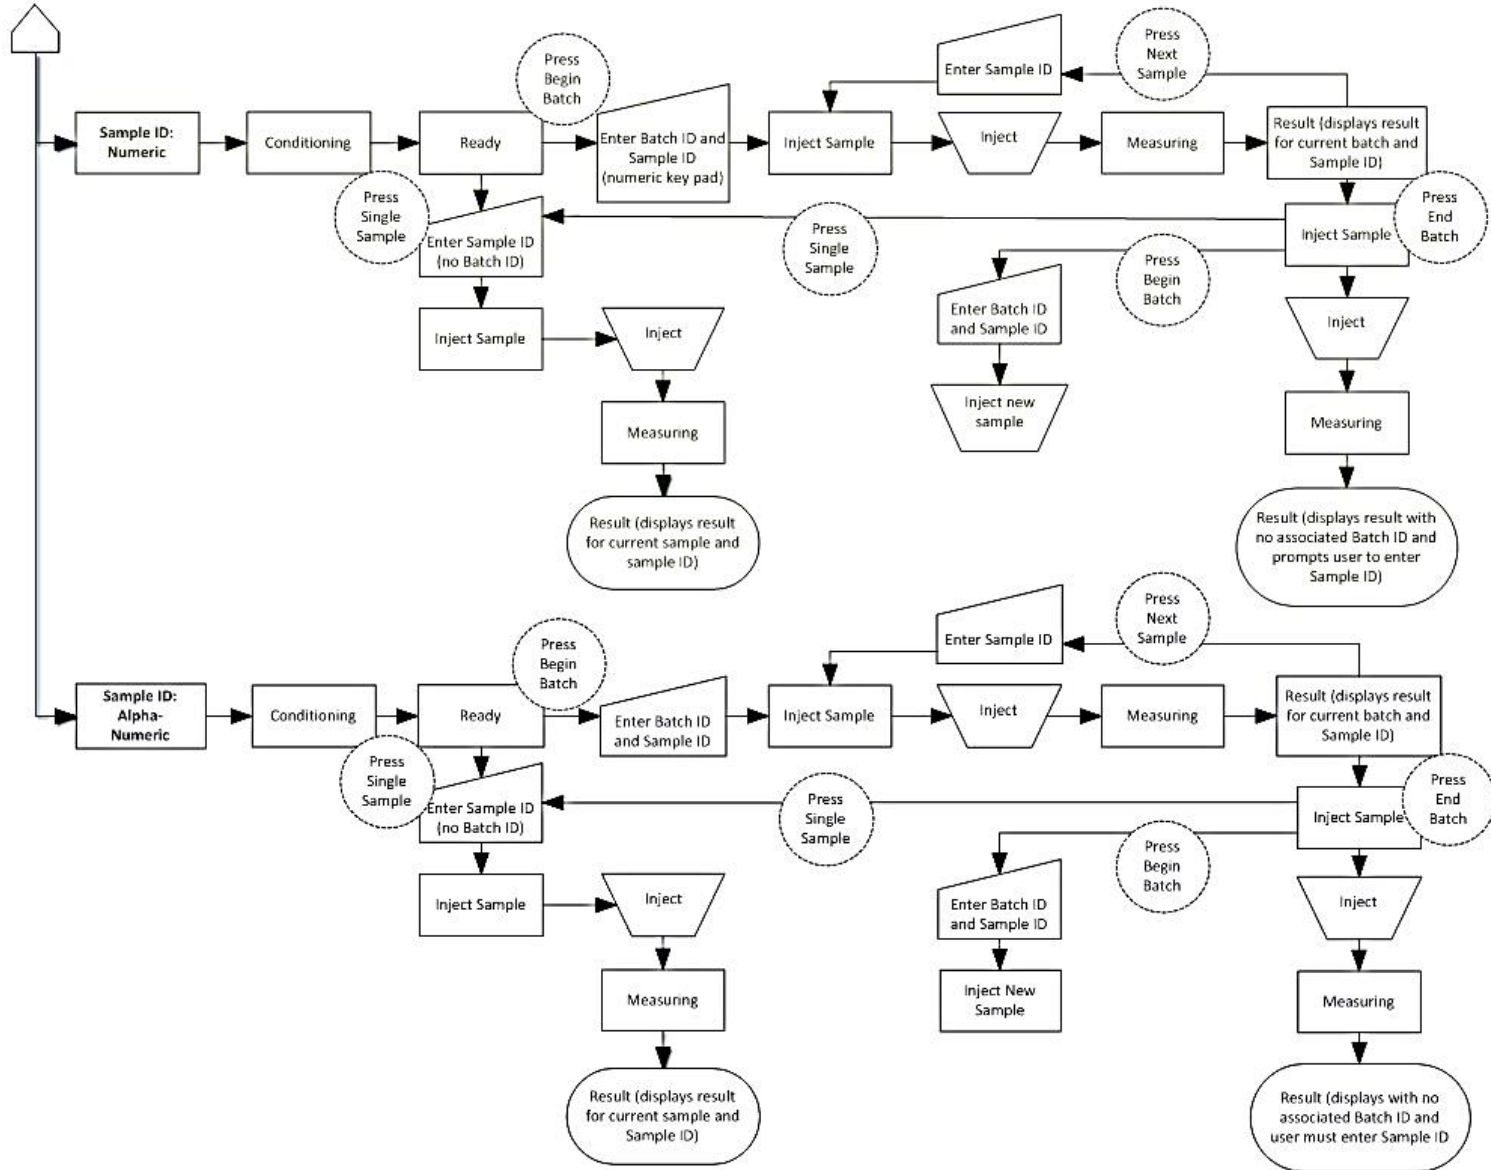 Press
Next
Sample
Enter Sample ID
Press
Begin
Batch
Sample ID:
Numeric
Conditioning
Ready
Enter Batch ID and
Sample ID
(numeric key pad)
Inject Sample
Inject
Measuring
Result (displays result
for current batch and
Sample ID)
Press
Single
Sample
Enter Sample ID
(no Batch ID)
Press
Single
Sample
Inject Sample
Press
End
Batch
Press
Begin
Batch
Enter Batch ID
and Sample ID
Inject Sample
Inject
Inject
Inject new
sample
Measuring
Measuring
Result (displays result
for current sample and
sample ID)
Result (displays result with
no associated Batch ID and
prompts user to enter
Sample ID)
Press
Next
Sample
Enter Sample ID
Press
Begin
Batch
Sample ID:
Alpha-
Numeric
Conditioning
Ready
Enter Batch ID
and Sample ID
Inject Sample
Inject
Measuring
Result (displays result
for current batch and
Sample ID)
Press
Single
Sample
Enter Sample ID
(no Batch ID)
Press
Single
Sample
Inject Sample
Press
End
Batch
Press
Begin
Batch
Enter Batch ID
and Sample ID
Inject Sample
Inject
Inject
Inject New
Sample
Measuring
Measuring
Result (displays result
for current sample and
Sample ID)
Result (displays with no
associated Batch ID and
user must enter Sample ID